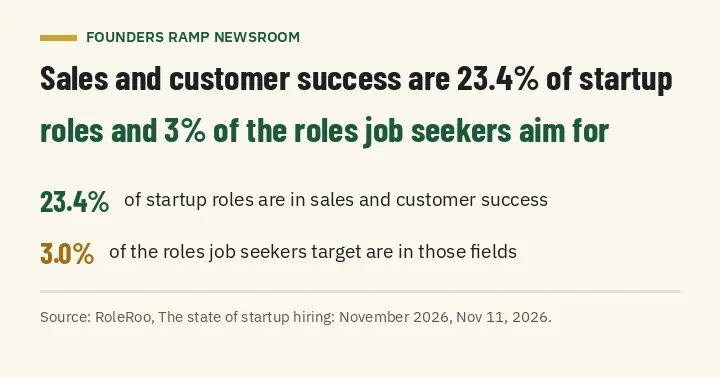 FOUNDERS RAMP NEWSROOM
Sales and customer success are 23.4% of startup
roles and 3% of the roles job seekers aim for
23.4% of startup roles are in sales and customer success
3.0% of the roles job seekers target are in those fields
Source: RoleRoo, The state of startup hiring: November 2026, Nov 11, 2026.